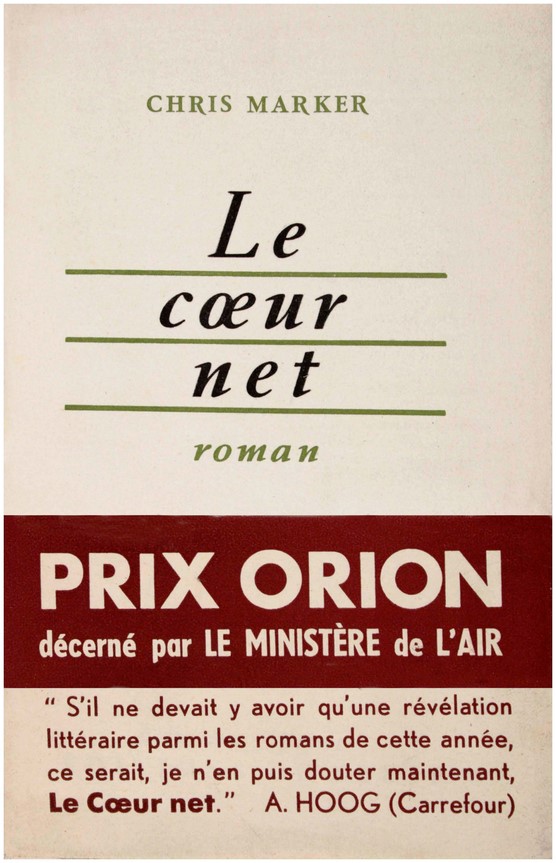 CHRIS MARKER
Le
cœur
net
roman
PRIX ORION
décerné par LE MINISTÈRE de L'AIR
“ S'il ne devait y avoir qu'une révélation
littéraire parmi les romans de cette année,
ce serait, je n'en puis douter maintenant,
Le Cœur net.” A. HOOG (Carrefour)